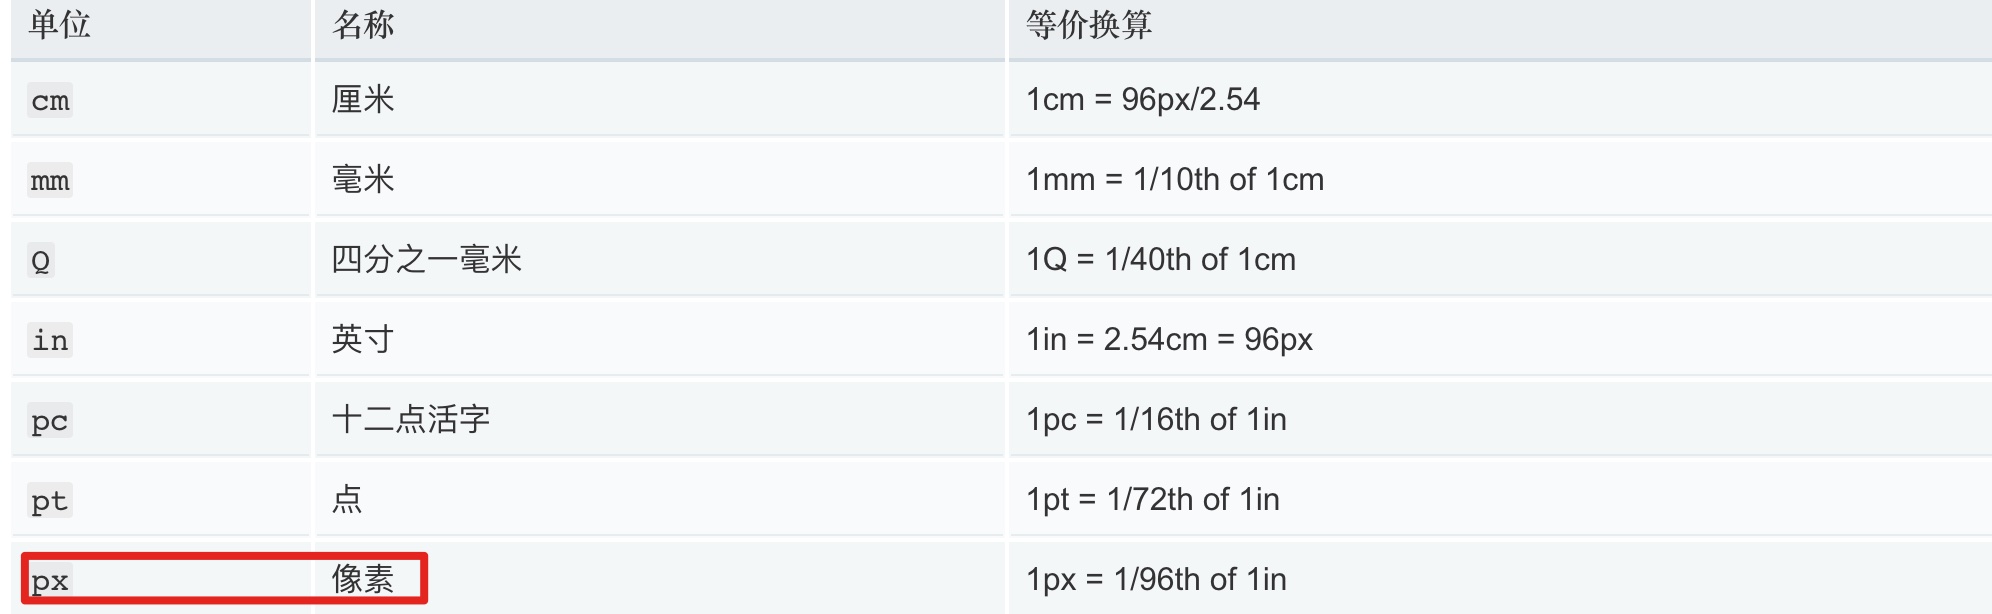 单位 名称 等价换算
cm 厘米 1cm = 96px/2.54
mm 毫米 1mm = 1/10th of 1cm
Q 四分之一毫米 1Q = 1/40th of 1cm
in 英寸 1in = 2.54cm = 96px
pc 十二点活字 1pc = 1/16th of 1in
pt 点 1pt = 1/72th of 1in
px 像素 1px = 1/96th of 1in